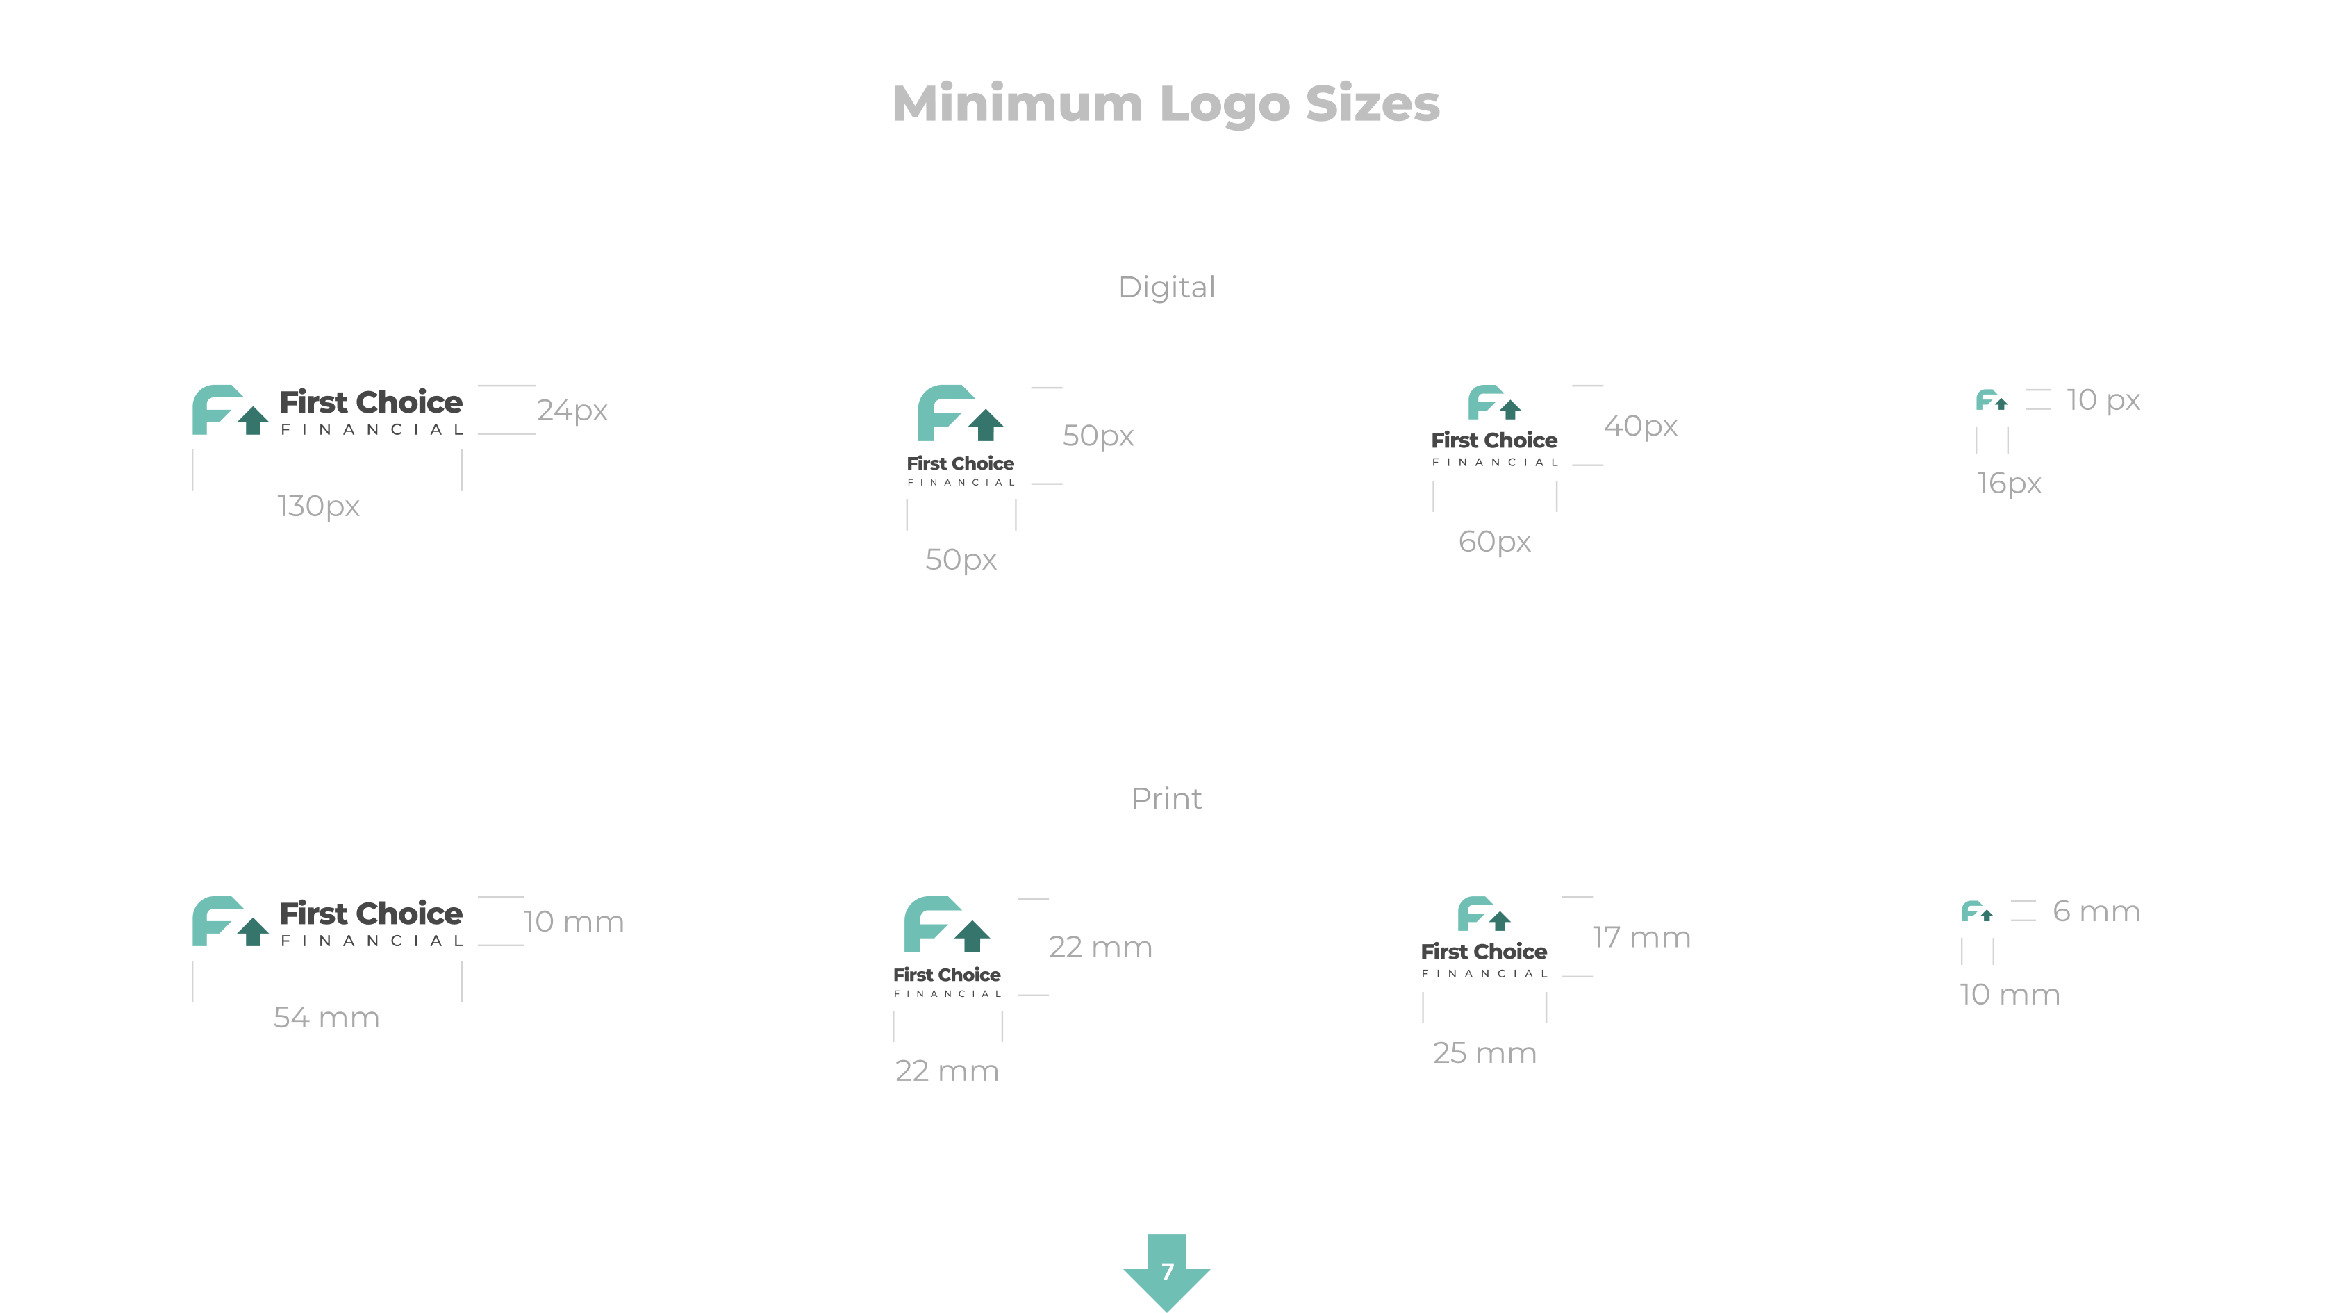 Minimum Logo Sizes
Digital
First Choice
FINANCIAL
24px
130px
First Choice
FINANCIAL
50px
50px
First Choice
FINANCIAL
40px
60px
10 px
16px
Print
First Choice
FINANCIAL
10 mm
54 mm
First Choice
FINANCIAL
22 mm
22 mm
First Choice
FINANCIAL
17 mm
25 mm
6 mm
10 mm
7